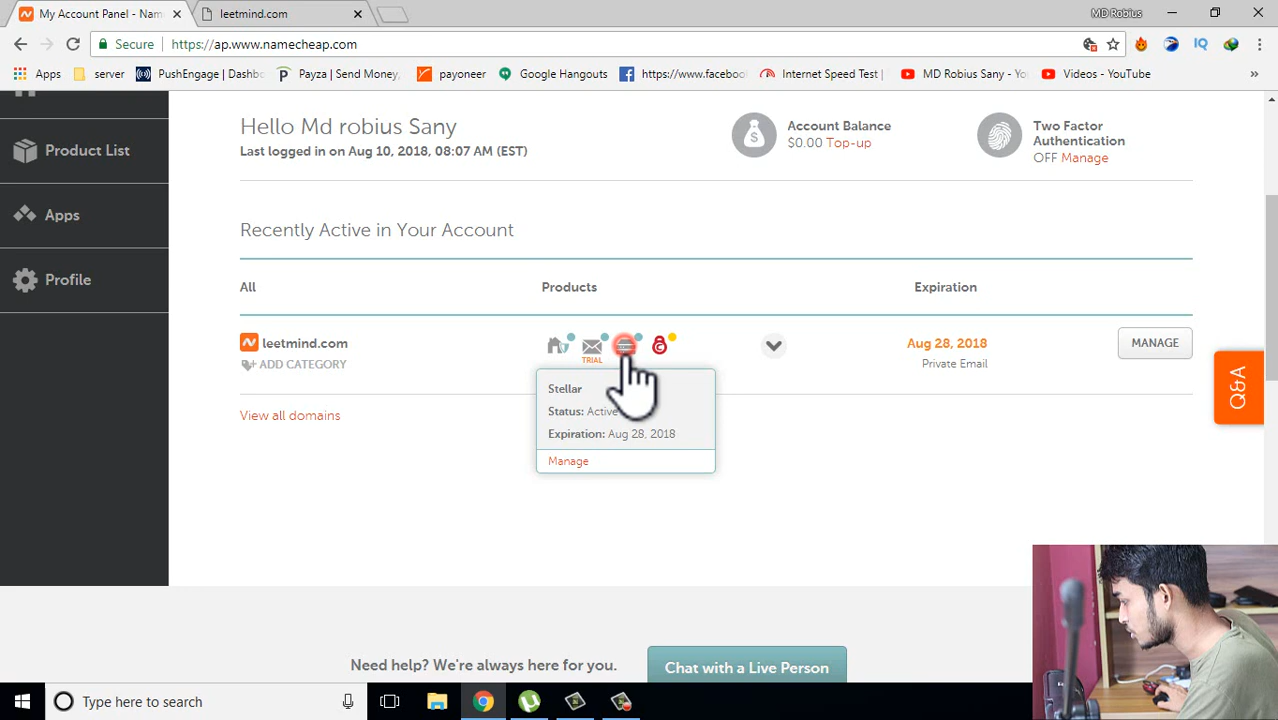 My Account Panel - Nam
leetmind.com
MD Robius
Secure
https://ap.www.namecheap.com
Apps
server
PushEngage | Dashb
Payza | Send Money,
payoneer
Google Hangouts
https://www.faceboo
Internet Speed Test |
MD Robius Sany - Yo
Videos - YouTube
Product List
Apps
Profile
Hello Md robius Sany
Last logged in on Aug 10, 2018, 08:07 AM (EST)
Account Balance
$0.00 Top-up
Two Factor
Authentication
OFF Manage
Recently Active in Your Account
All
Products
Expiration
leetmind.com
ADD CATEGORY
TRIAL
Aug 28, 2018
Private Email
MANAGE
Stellar
Status: Active
Expiration: Aug 28, 2018
Manage
View all domains
Q&A
Need help? We're always here for you.
Chat with a Live Person
Type here to search